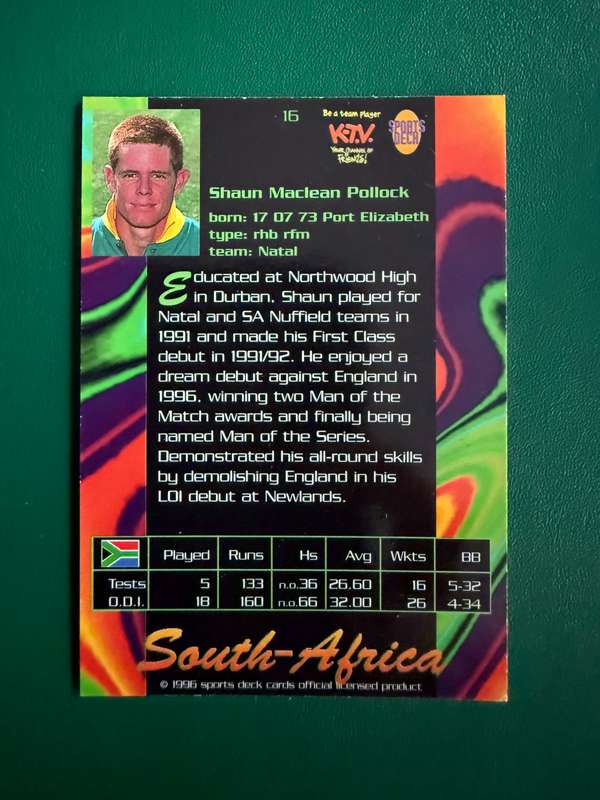 16
Be a team player
K-T.V.
Your Channel of
Friends!
SPORTS
DECK
Shaun Maclean Pollock
born: 17 07 73 Port Elizabeth
type: rhb rfm
team: Natal
Educated at Northwood High
in Durban, Shaun played for
Natal and SA Nuffield teams in
1991 and made his First Class
debut in 1991/92. He enjoyed a
dream debut against England in
1996, winning two Man of the
Match awards and finally being
named Man of the Series.
Demonstrated his all-round skills
by demolishing England in his
LOI debut at Newlands.
Played Runs Hs Avg Wkts BB
Tests 5 133 n.o.36 26.60 16 5-32
O.D.I. 18 160 n.o.66 32.00 26 4-34
South-Africa
© 1996 sports deck cards official licensed product